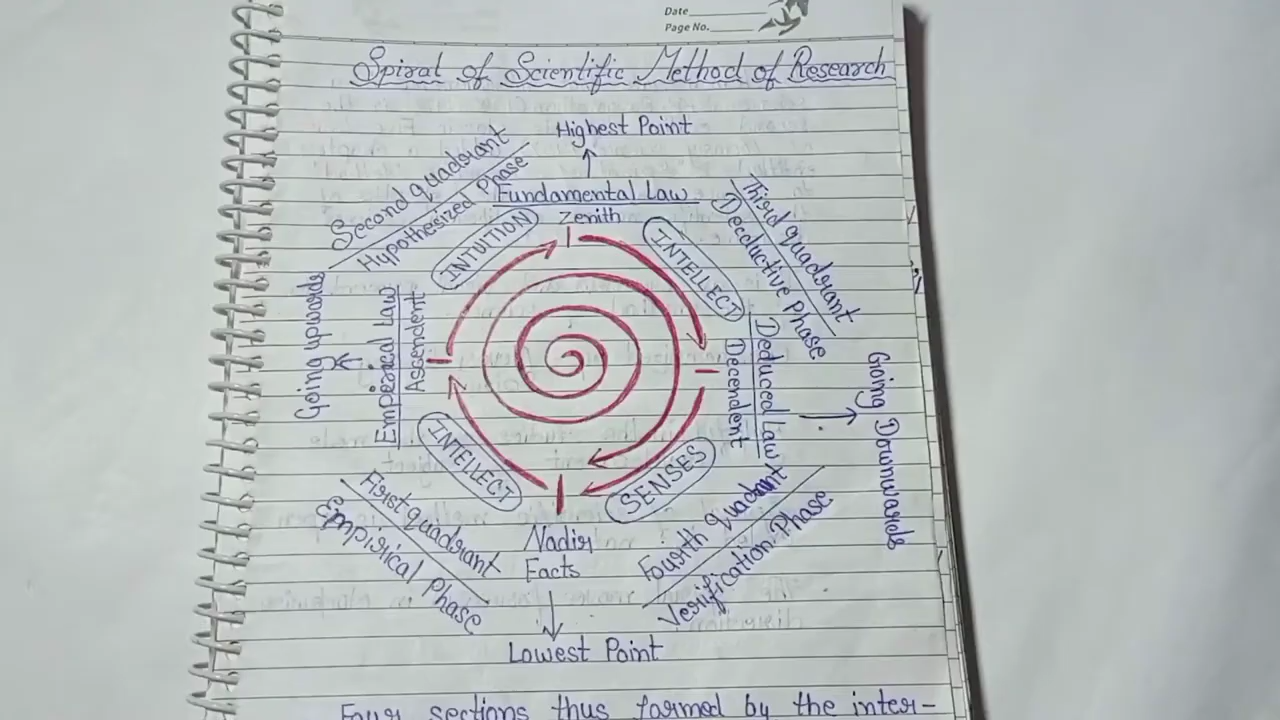 Date
Page No.
Spiral of Scientific Method of Research
Highest Point
Fundamental Law
Zenith
Second quadrant
Hypothesized Phase
INTUITION
INTELLECT
Third quadrant
Deductive Phase
Going upwards
Empirical Law
Assendent
Decendent
Deduced Law
Going Downwards
INTELLECT
SENSES
First quadrant
Empirical Phase
Nadir
Facts
Fourth quadrant
Verification Phase
Lowest Point
Four sections thus formed by the inter-